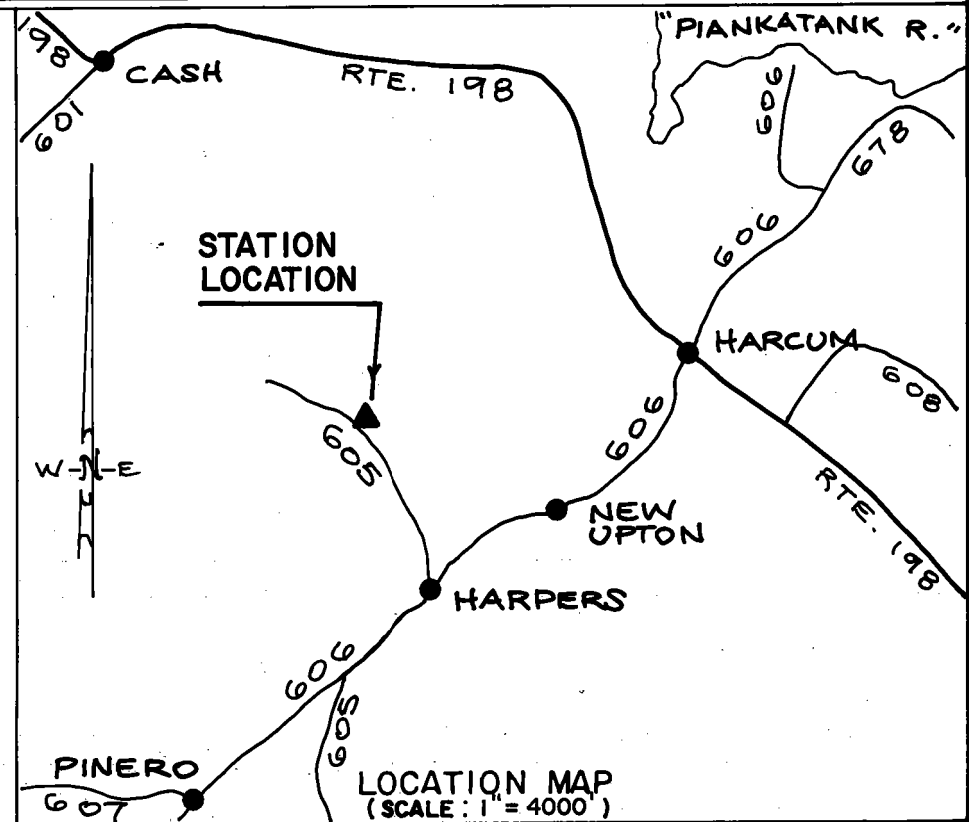 198
CASH
601
RTE. 198
"PIANKATANK R."
606
678
606
STATION
LOCATION
HARCUM
608
605
606
W-N-E
NEW
UPTON
RTE. 198
HARPERS
606
605
PINERO
607
LOCATION MAP
(SCALE: 1" = 4000')